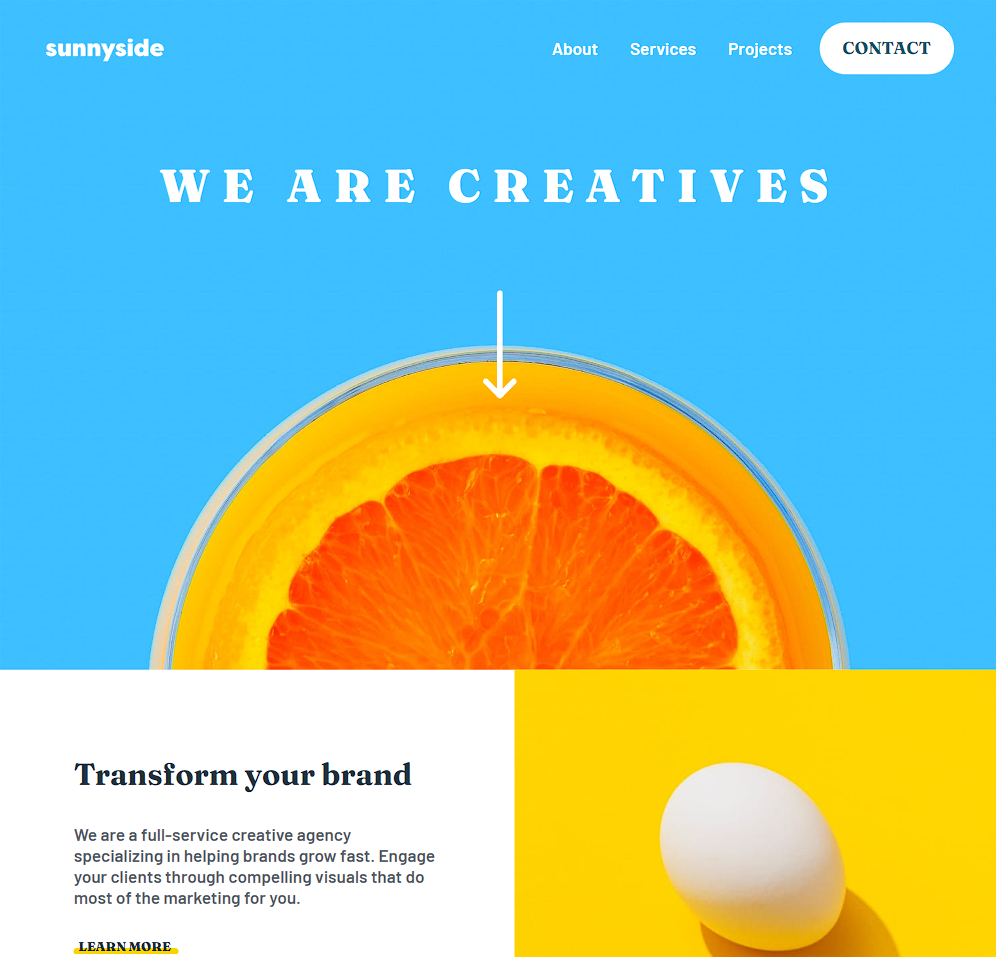 sunnyside
About Services Projects CONTACT
WE ARE CREATIVES
Transform your brand
We are a full-service creative agency
specializing in helping brands grow fast. Engage
your clients through compelling visuals that do
most of the marketing for you.
LEARN MORE